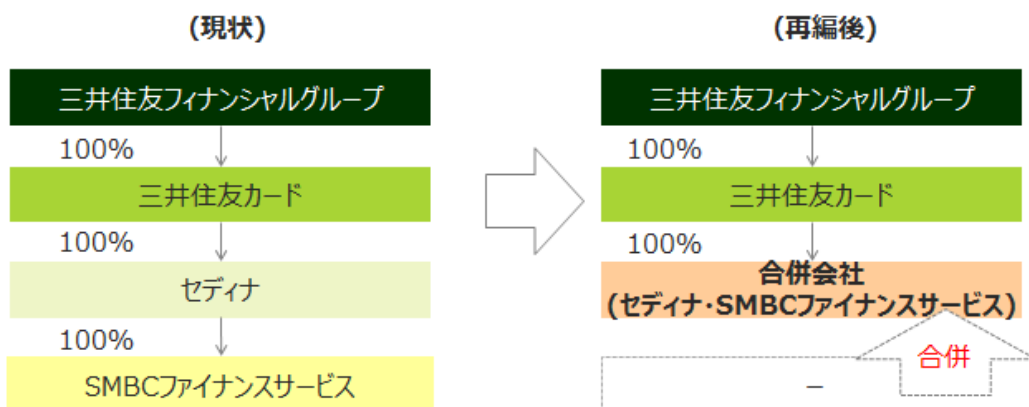 (現状)
三井住友フィナンシャルグループ
100%
三井住友カード
100%
セディナ
100%
SMBCファイナンスサービス
(再編後)
三井住友フィナンシャルグループ
100%
三井住友カード
100%
合併会社
(セディナ・SMBCファイナンスサービス)
合併
－